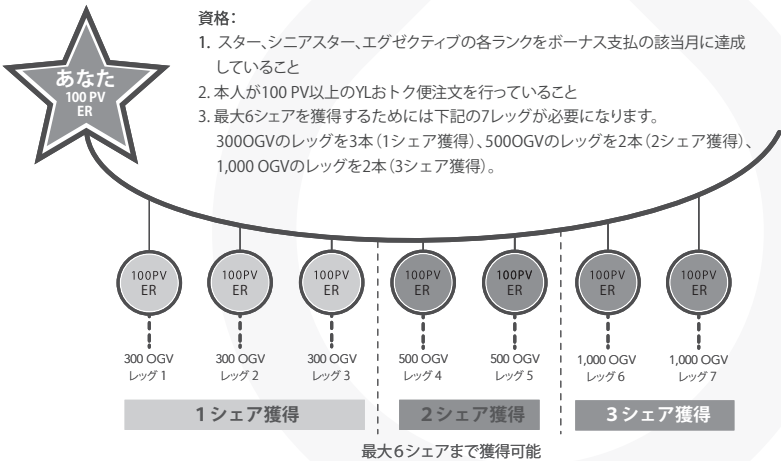 あなた
100 PV
ER
資格：
1. スター、シニアスター、エグゼクティブの各ランクをボーナス支払の該当月に達成
していること
2. 本人が100 PV以上のYLおトク便注文を行っていること
3. 最大6シェアを獲得するためには下記の7レッグが必要になります。
300OGVのレッグを3本（1シェア獲得）、500OGVのレッグを2本（2シェア獲得）、
1,000 OGVのレッグを2本（3シェア獲得）。
100PV
ER
100PV
ER
100PV
ER
100PV
ER
100PV
ER
100PV
ER
100PV
ER
300 OGV
レッグ 1
300 OGV
レッグ 2
300 OGV
レッグ 3
500 OGV
レッグ 4
500 OGV
レッグ 5
1,000 OGV
レッグ 6
1,000 OGV
レッグ 7
1シェア獲得
2シェア獲得
3シェア獲得
最大6シェアまで獲得可能